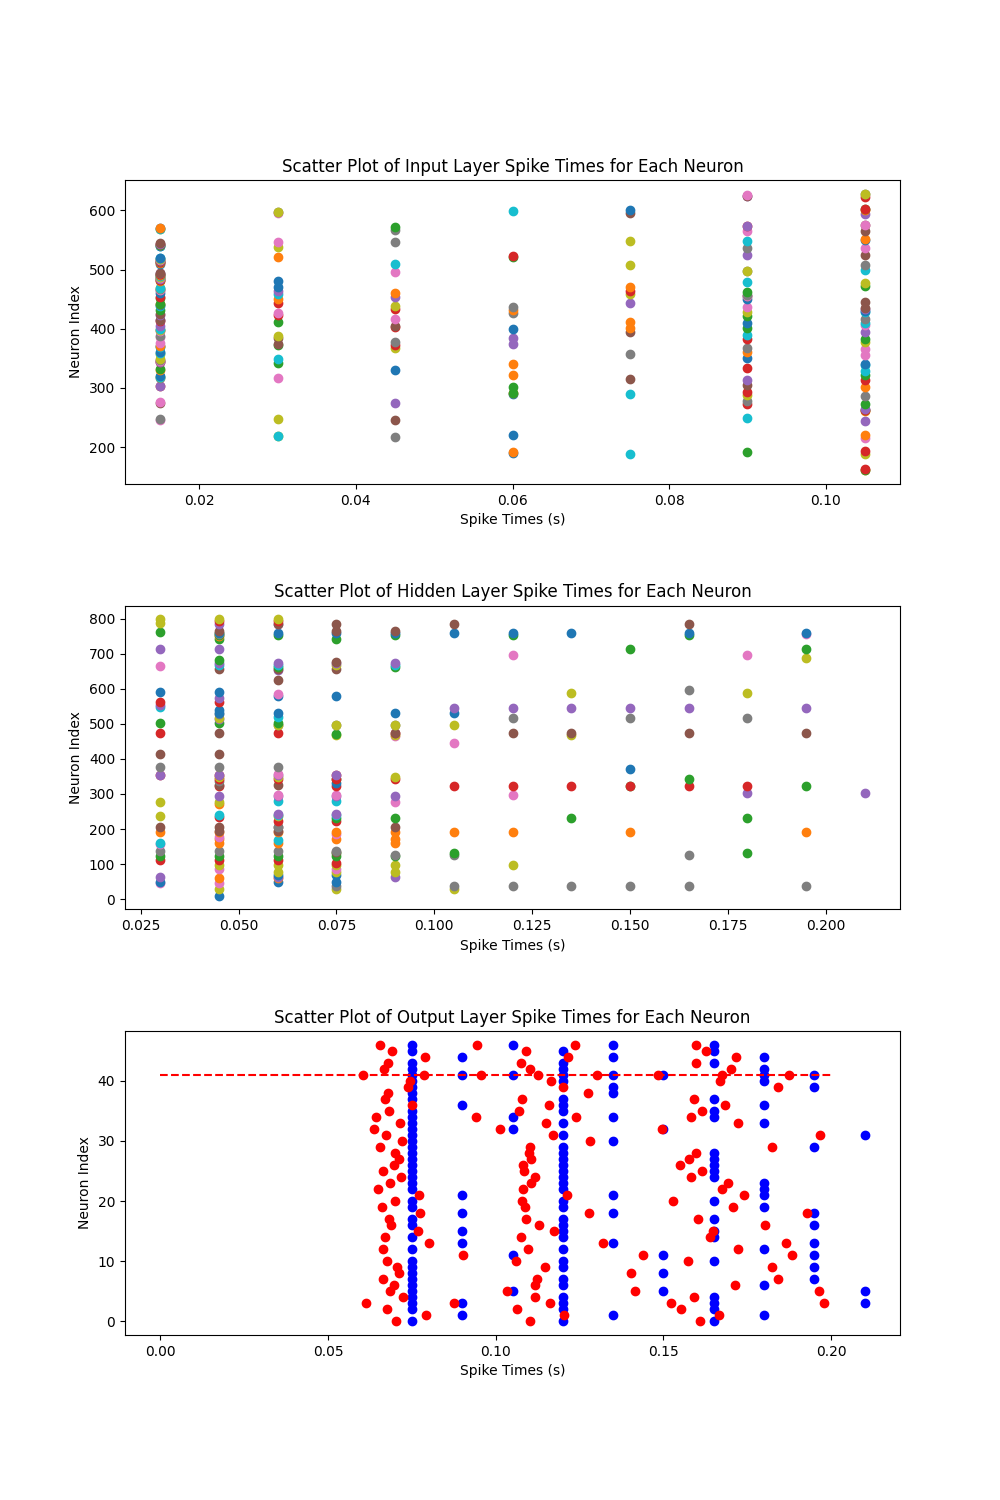 Scatter Plot of Input Layer Spike Times for Each Neuron
600
500
400
300
200
Neuron Index
0.02 0.04 0.06 0.08 0.10
Spike Times (s)
Scatter Plot of Hidden Layer Spike Times for Each Neuron
800
700
600
500
400
300
200
100
0
Neuron Index
0.025 0.050 0.075 0.100 0.125 0.150 0.175 0.200
Spike Times (s)
Scatter Plot of Output Layer Spike Times for Each Neuron
40
30
20
10
0
Neuron Index
0.00 0.05 0.10 0.15 0.20
Spike Times (s)